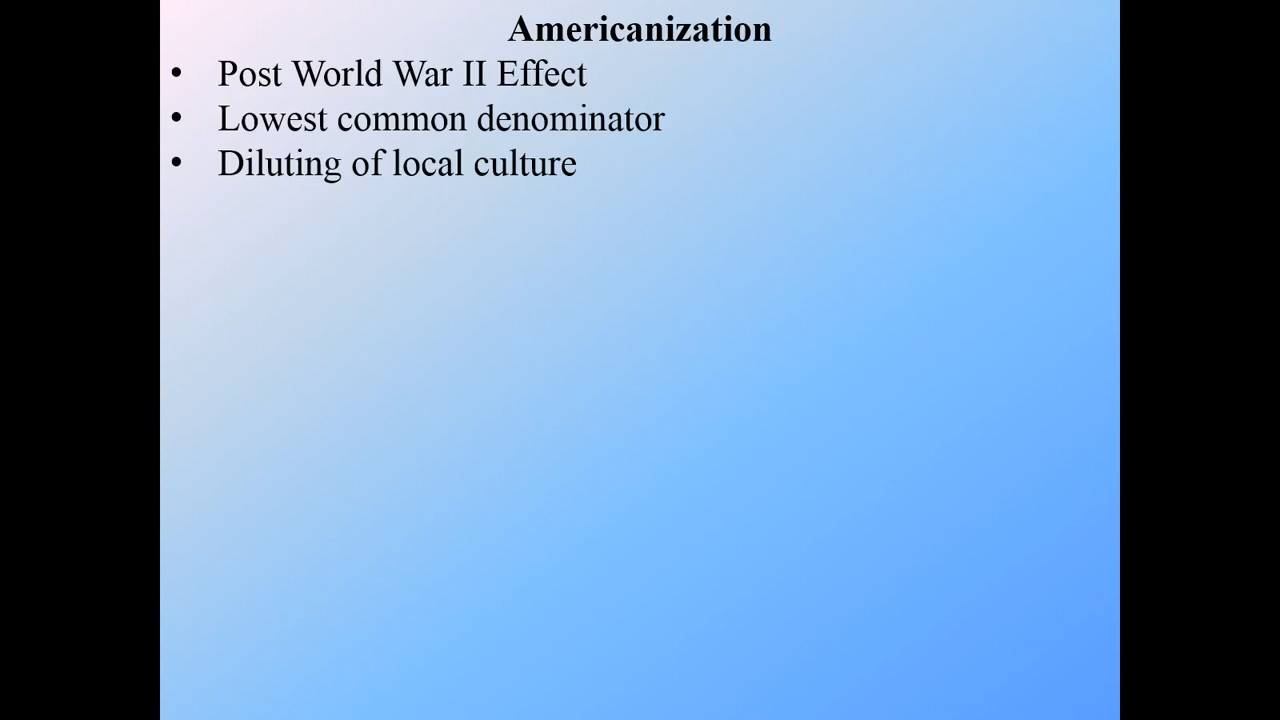 Americanization
• Post World War II Effect
• Lowest common denominator
• Diluting of local culture